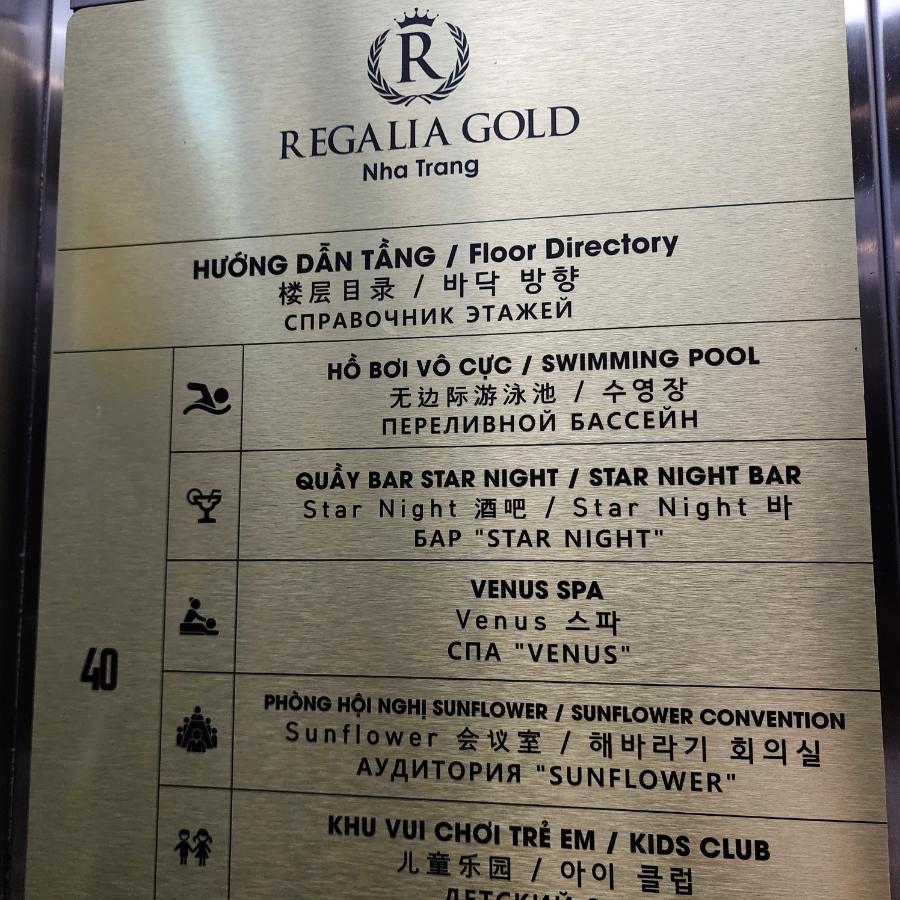 R
REGALIA GOLD
Nha Trang
HƯỚNG DẪN TẦNG / Floor Directory
楼层目录 / 바닥 방향
СПРАВОЧНИК ЭТАЖЕЙ
HỒ BƠI VÔ CỰC / SWIMMING POOL
无边际游泳池 / 수영장
ПЕРЕЛИВНОЙ БАССЕЙН
QUẦY BAR STAR NIGHT / STAR NIGHT BAR
Star Night 酒吧 / Star Night 바
БАР "STAR NIGHT"
VENUS SPA
Venus 스파
СПА "VENUS"
40
PHÒNG HỘI NGHỊ SUNFLOWER / SUNFLOWER CONVENTION
Sunflower 会议室 / 해바라기 회의실
АУДИТОРИЯ "SUNFLOWER"
KHU VUI CHƠI TRẺ EM / KIDS CLUB
儿童乐园 / 아이 클럽
ДЕТСКИЙ